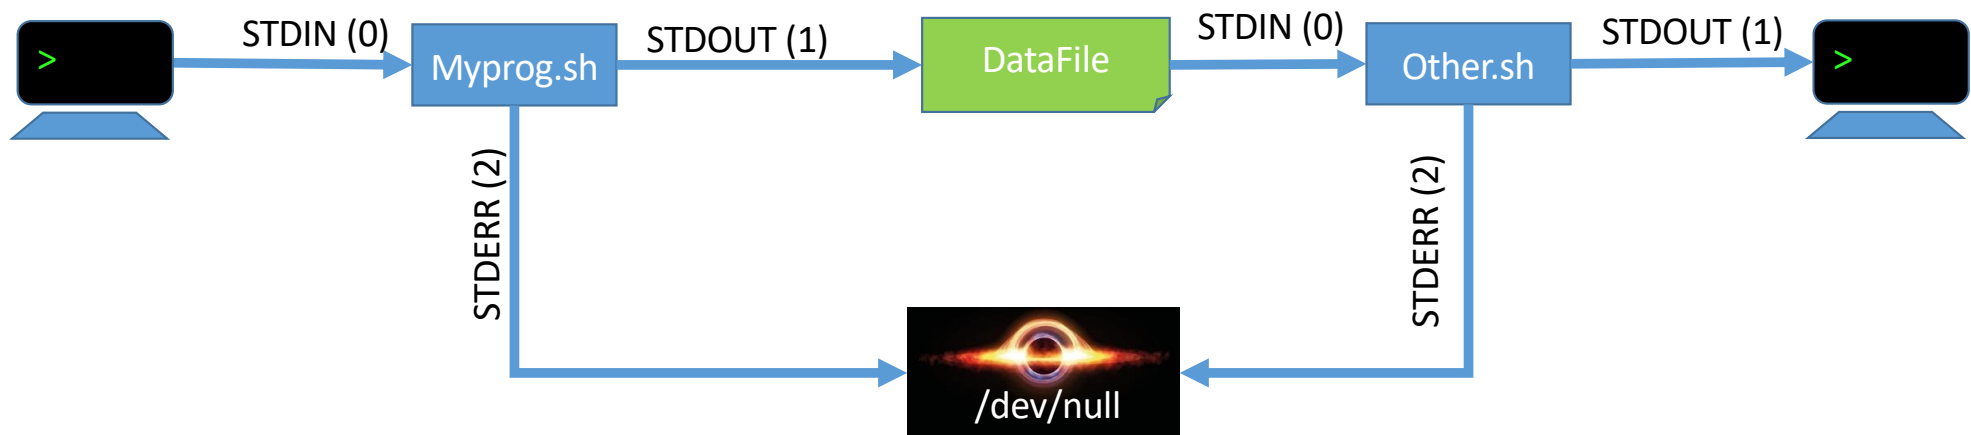 STDIN (0)
STDOUT (1)
STDIN (0)
STDOUT (1)
>
Myprog.sh
DataFile
Other.sh
>
STDERR (2)
STDERR (2)
/dev/null